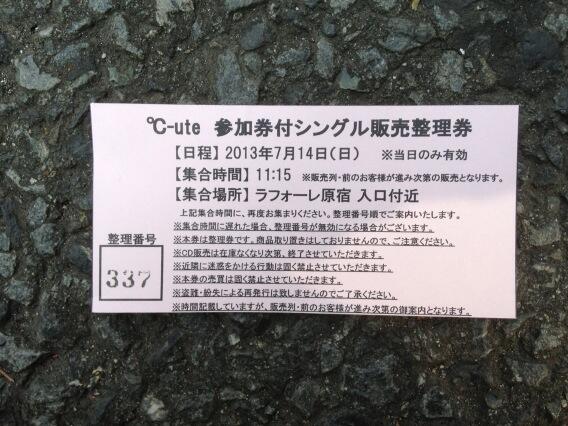 ℃-ute 参加券付シングル販売整理券
【日程】2013年7月14日(日) ※当日のみ有効
【集合時間】11:15 ※販売列・前のお客様が進み次第の販売となります。
【集合場所】ラフォーレ原宿 入口付近
上記集合時間に、再度お集まりください。整理番号順でご案内いたします。
※集合時間に遅れた場合、整理番号が無効になる場合がございます。
※本券は整理券です。商品取り置きはしておりませんので、ご注意ください。
※CD販売は在庫なくなり次第、終了させていただきます。
※近隣に迷惑をかける行動は固く禁止させていただきます。
※本券の売買は固く禁止させていただきます。
※盗難・紛失による再発行は致しませんのでご了承ください。
※時間記載していますが、販売列・前のお客様が進み次第の御案内となります。
整理番号
337